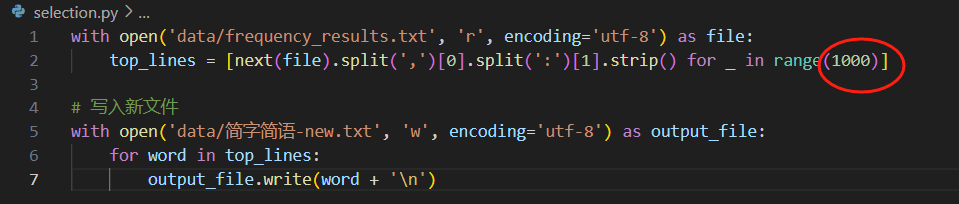 selection.py > ...
1 with open('data/frequency_results.txt', 'r', encoding='utf-8') as file:
2     top_lines = [next(file).split(',')[0].split(':')[1].strip() for _ in range(1000)]
3
4 # 写入新文件
5 with open('data/简字简语-new.txt', 'w', encoding='utf-8') as output_file:
6     for word in top_lines:
7         output_file.write(word + '\n')